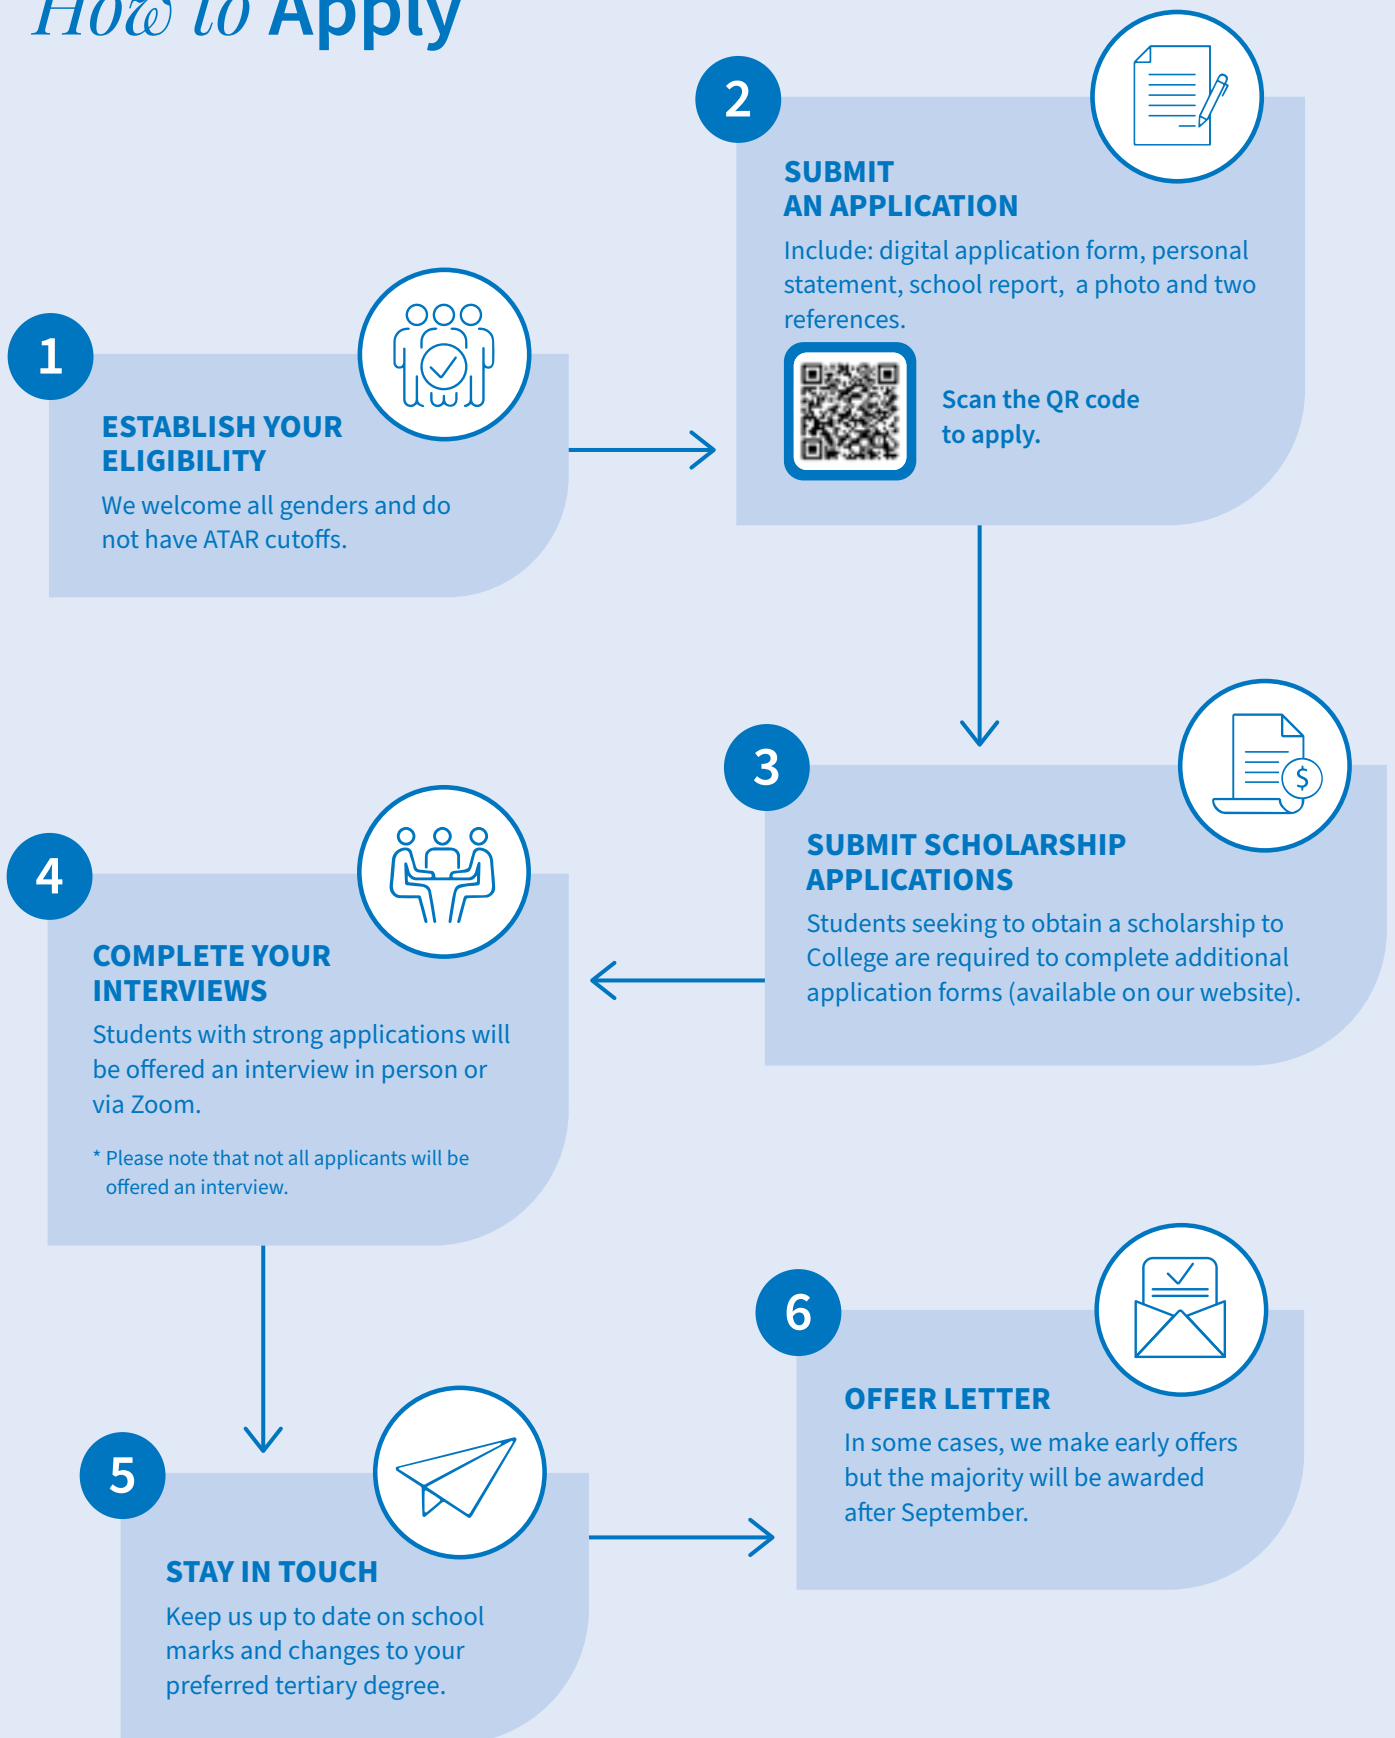 How to Apply
1
ESTABLISH YOUR
ELIGIBILITY
We welcome all genders and do
not have ATAR cutoffs.
2
SUBMIT
AN APPLICATION
Include: digital application form, personal
statement, school report,  a photo and two
references.
Scan the QR code
to apply.
3
$
SUBMIT SCHOLARSHIP
APPLICATIONS
Students seeking to obtain a scholarship to
College are required to complete additional
application forms (available on our website).
4
COMPLETE YOUR
INTERVIEWS
Students with strong applications will
be offered an interview in person or
via Zoom.
* Please note that not all applicants will be
offered an interview.
5
STAY IN TOUCH
Keep us up to date on school
marks and changes to your
preferred tertiary degree.
6
OFFER LETTER
In some cases, we make early offers
but the majority will be awarded
after September.